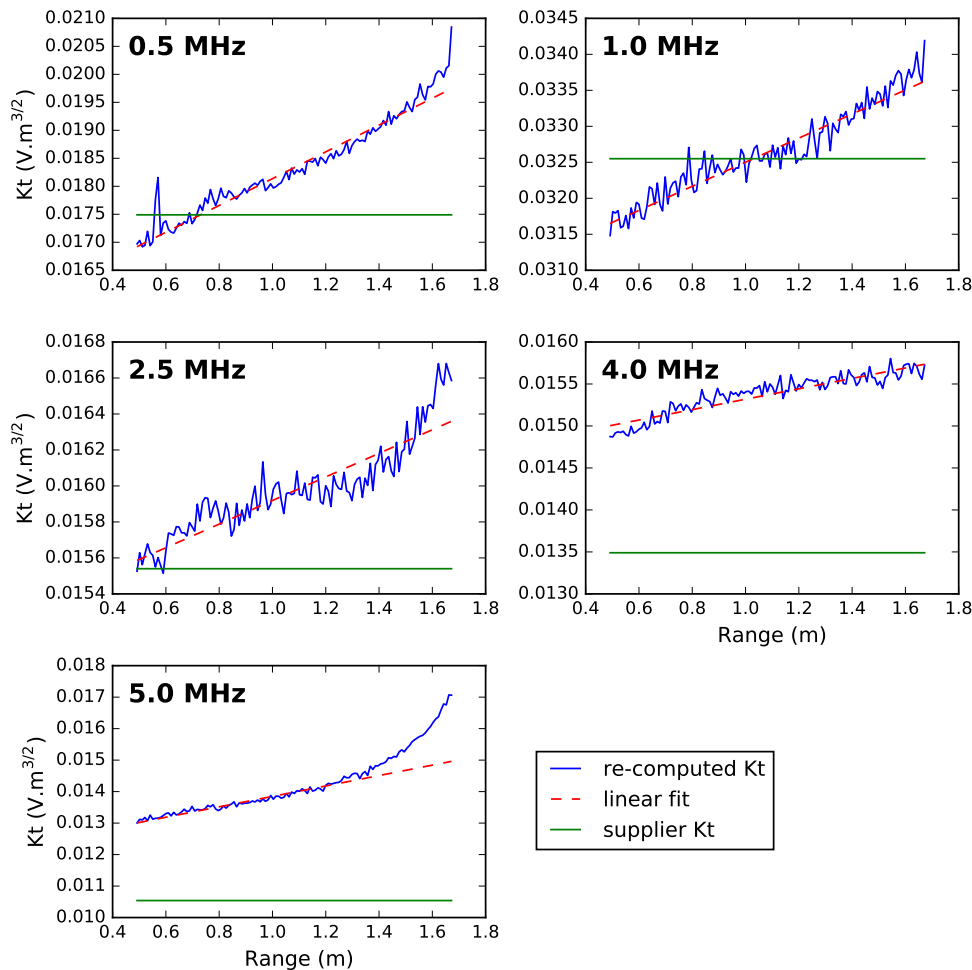 0.5 MHz
Kt (V.m^3/2)
0.0210
0.0205
0.0200
0.0195
0.0190
0.0185
0.0180
0.0175
0.0170
0.0165
0.4 0.6 0.8 1.0 1.2 1.4 1.6 1.8
1.0 MHz
0.0345
0.0340
0.0335
0.0330
0.0325
0.0320
0.0315
0.0310
0.4 0.6 0.8 1.0 1.2 1.4 1.6 1.8
2.5 MHz
Kt (V.m^3/2)
0.0168
0.0166
0.0164
0.0162
0.0160
0.0158
0.0156
0.0154
0.4 0.6 0.8 1.0 1.2 1.4 1.6 1.8
4.0 MHz
0.0160
0.0155
0.0150
0.0145
0.0140
0.0135
0.0130
0.4 0.6 0.8 1.0 1.2 1.4 1.6 1.8
Range (m)
5.0 MHz
Kt (V.m^3/2)
0.018
0.017
0.016
0.015
0.014
0.013
0.012
0.011
0.010
0.4 0.6 0.8 1.0 1.2 1.4 1.6 1.8
Range (m)
re-computed Kt
linear fit
supplier Kt